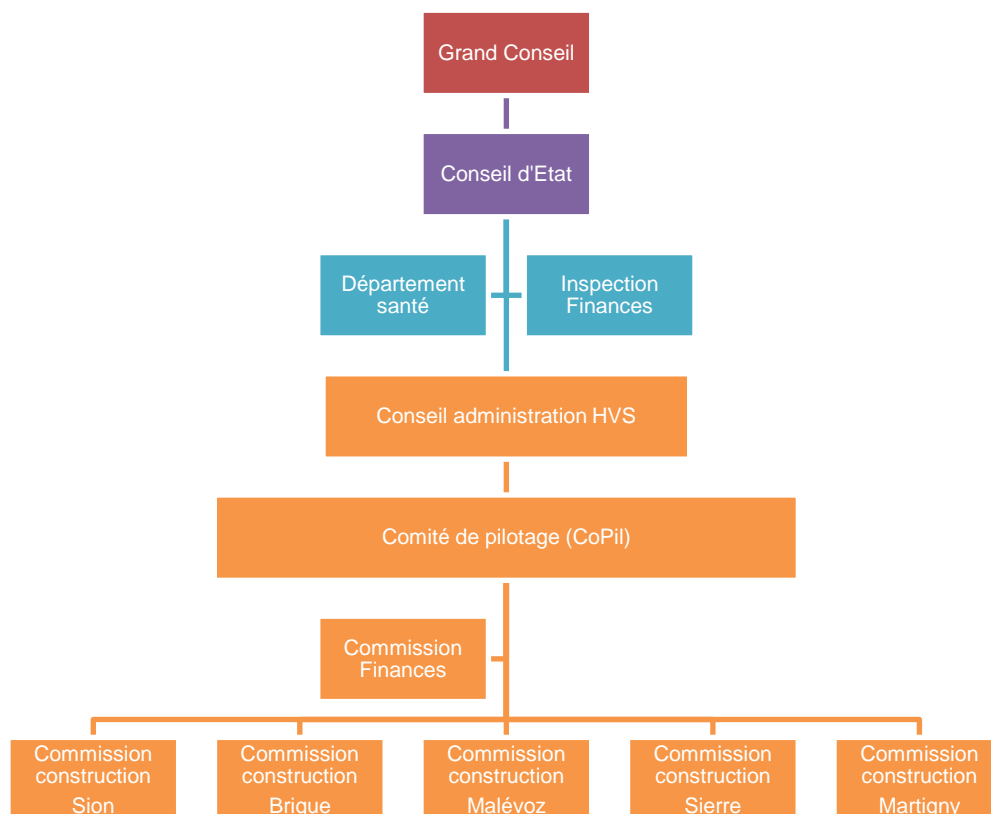 Grand Conseil
Conseil d'Etat
Département
santé
Inspection
Finances
Conseil administration HVS
Comité de pilotage (CoPil)
Commission
Finances
Commission
construction
Sion
Commission
construction
Brigue
Commission
construction
Malévoz
Commission
construction
Sierre
Commission
construction
Martigny